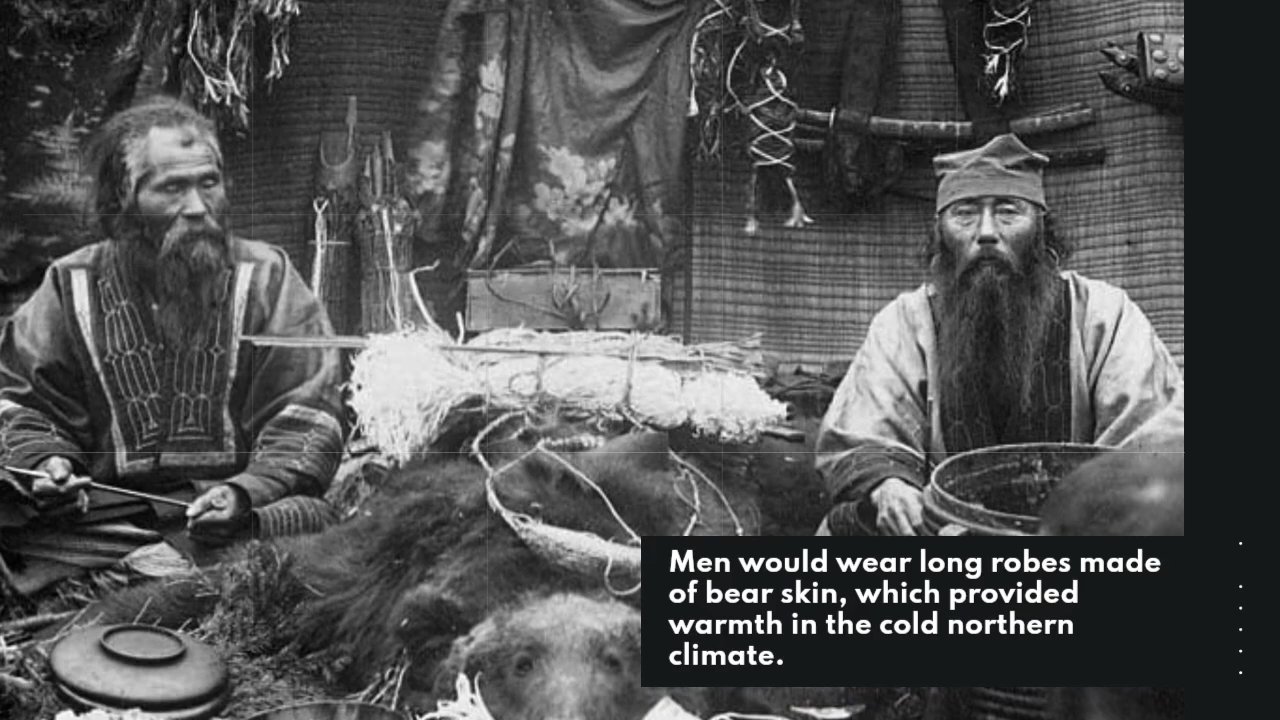 Men would wear long robes made
of bear skin, which provided
warmth in the cold northern
climate.